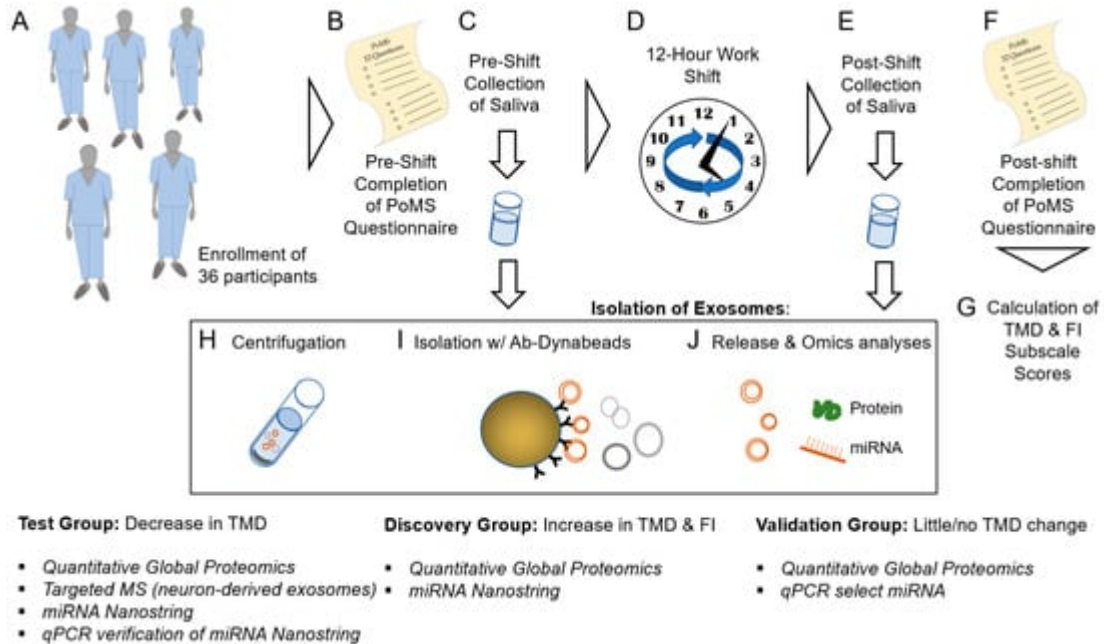 A
B
C
D
E
F
PoMS
Pre-Shift
Collection
of Saliva
12-Hour Work
Shift
12
1
2
3
4
5
6
7
8
9
10
11
Post-Shift
Collection
of Saliva
Pre-Shift
Completion
of PoMS
Questionnaire
Post-shift
Completion
of PoMS
Questionnaire
Enrollment of
36 participants
Isolation of Exosomes:
G Calculation of
TMD & FI
Subscale
Scores
H Centrifugation
I Isolation w/ Ab-Dynabeads
J Release & Omics analyses
Protein
miRNA
Test Group: Decrease in TMD
▪ Quantitative Global Proteomics
▪ Targeted MS (neuron-derived exosomes)
▪ miRNA Nanostring
▪ qPCR verification of miRNA Nanostring
Discovery Group: Increase in TMD & FI
▪ Quantitative Global Proteomics
▪ miRNA Nanostring
Validation Group: Little/no TMD change
▪ Quantitative Global Proteomics
▪ qPCR select miRNA